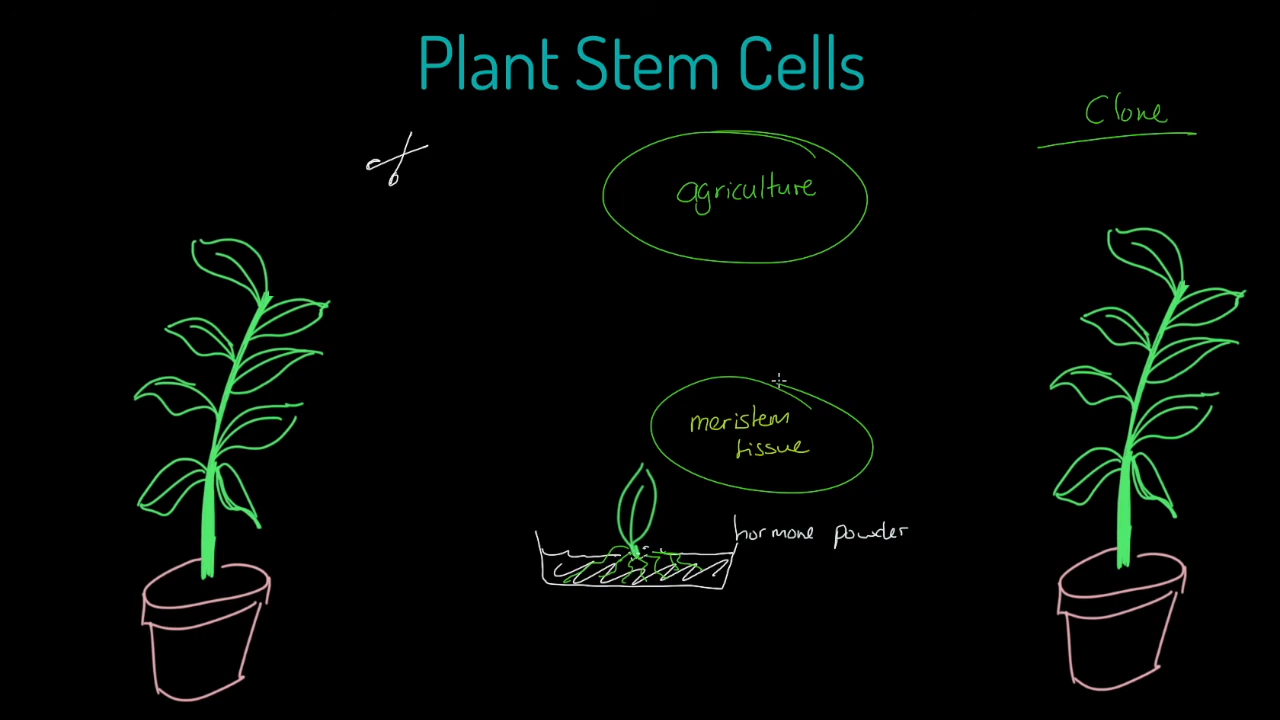 Plant Stem Cells
Clone
agriculture
meristem
tissue
hormone powder